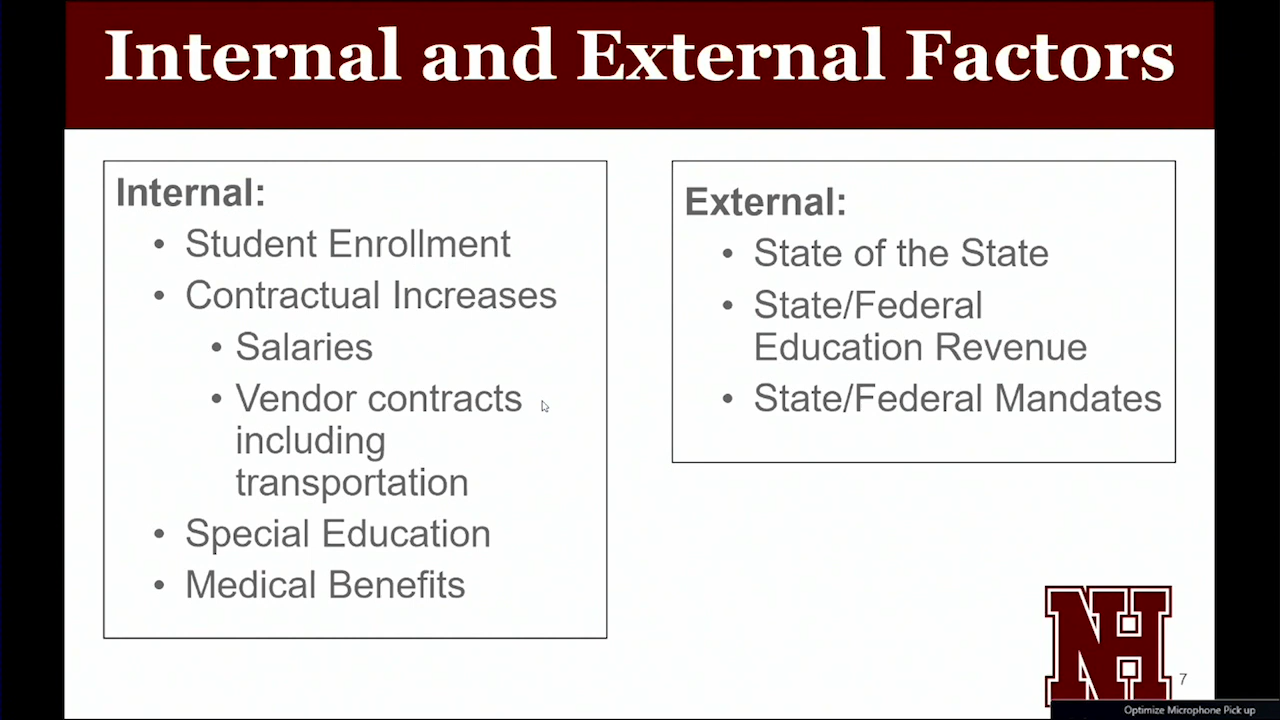 Internal and External Factors
Internal:
• Student Enrollment
• Contractual Increases
• Salaries
• Vendor contracts
including
transportation
• Special Education
• Medical Benefits
External:
• State of the State
• State/Federal
Education Revenue
• State/Federal Mandates
NH
7
Optimize Microphone Pick up